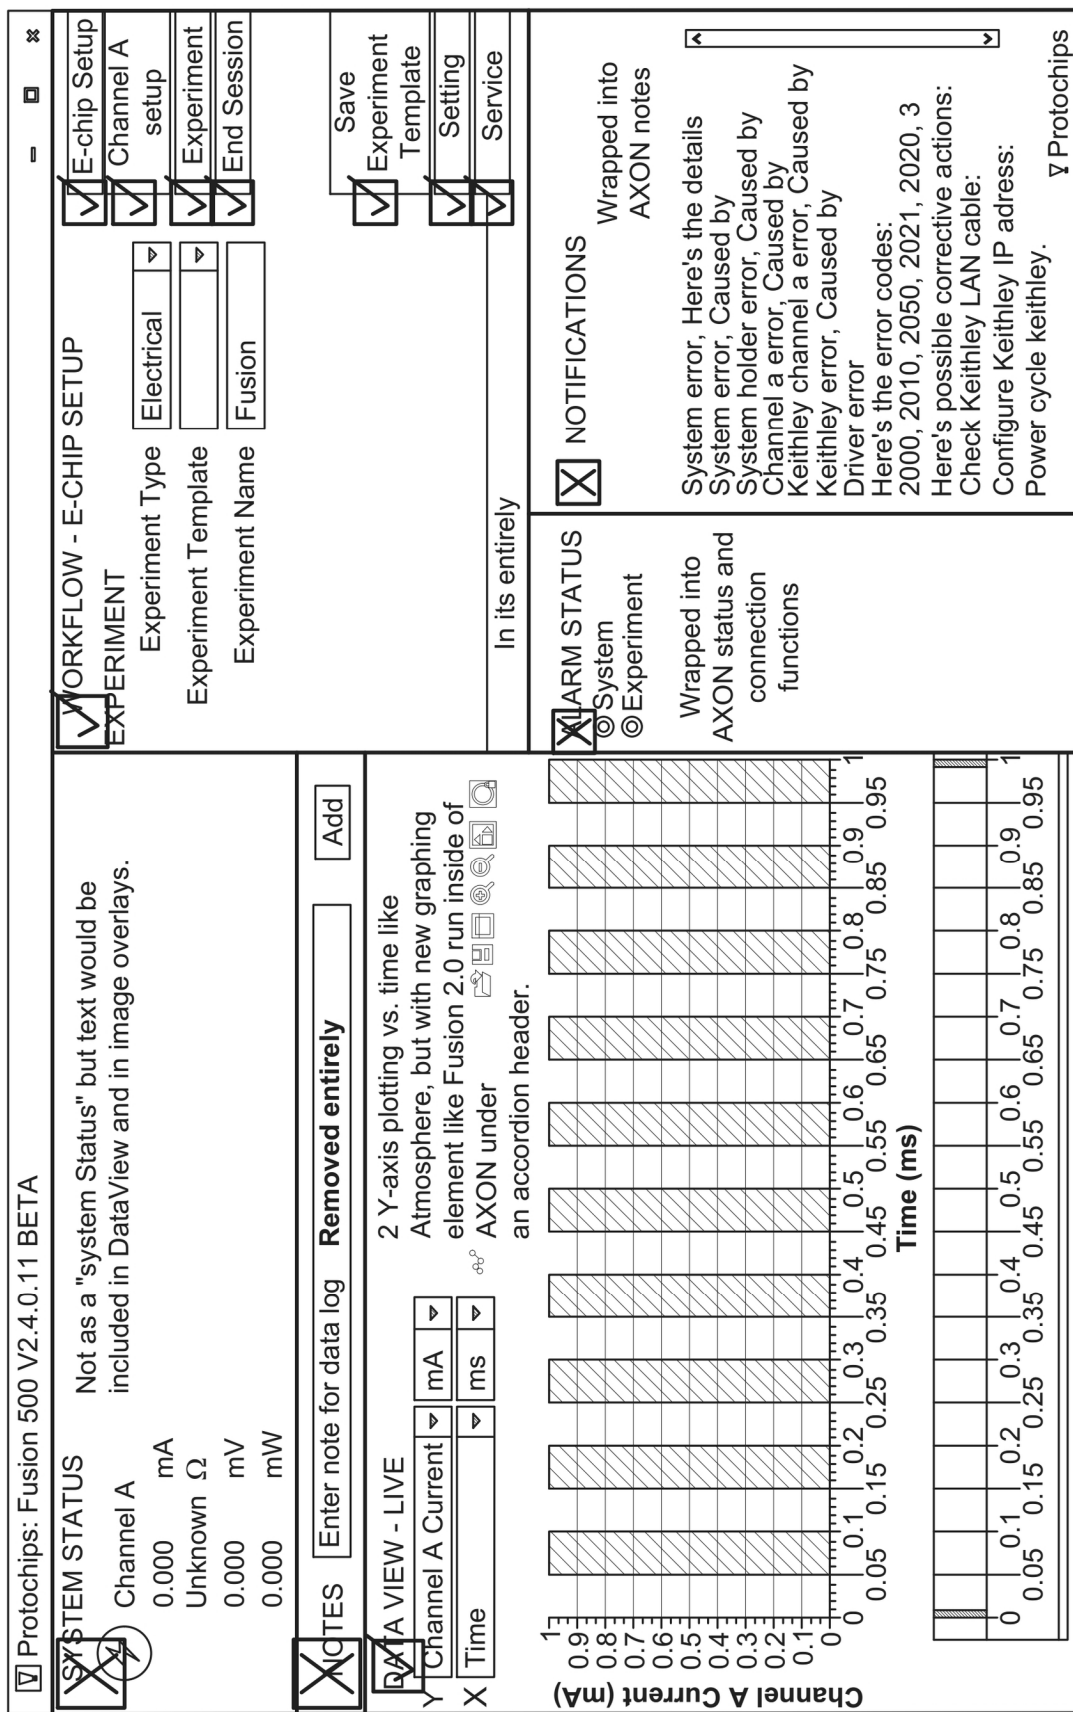 Protochips: Fusion 500 V2.4.0.11 BETA
SYSTEM STATUS
Channel A
0.000 mA
Unknown Ω
0.000 mV
0.000 mW
Not as a "system Status" but text would be
included in DataView and in image overlays.
NOTES
Enter note for data log Removed entirely
Add
DATA VIEW - LIVE
Y Channel A Current mA
X Time ms
2 Y-axis plotting vs. time like
Atmosphere, but with new graphing
element like Fusion 2.0 run inside of
AXON under
an accordion header.
Channel A Current (mA)
1
0.9
0.8
0.7
0.6
0.5
0.4
0.3
0.2
0.1
0
0 0.1 0.2 0.3 0.4 0.5 0.6 0.7 0.8 0.9 1
0.05 0.15 0.25 0.35 0.45 0.55 0.65 0.75 0.85 0.95
Time (ms)
0 0.1 0.2 0.3 0.4 0.5 0.6 0.7 0.8 0.9 1
0.05 0.15 0.25 0.35 0.45 0.55 0.65 0.75 0.85 0.95
WORKFLOW - E-CHIP SETUP
EXPERIMENT
Experiment Type Electrical
Experiment Template
Experiment Name Fusion
In its entirely
E-chip Setup
Channel A
setup
Experiment
End Session
Save
Experiment
Template
Setting
Service
ALARM STATUS
System
Experiment
Wrapped into
AXON status and
connection
functions
NOTIFICATIONS
Wrapped into
AXON notes
System error, Here's the details
System error, Caused by
System holder error, Caused by
Channel a error, Caused by
Keithley channel a error, Caused by
Keithley error, Caused by
Driver error
Here's the error codes:
2000, 2010, 2050, 2021, 2020, 3
Here's possible corrective actions:
Check Keithley LAN cable:
Configure Keithley IP adress:
Power cycle keithley.
Protochips